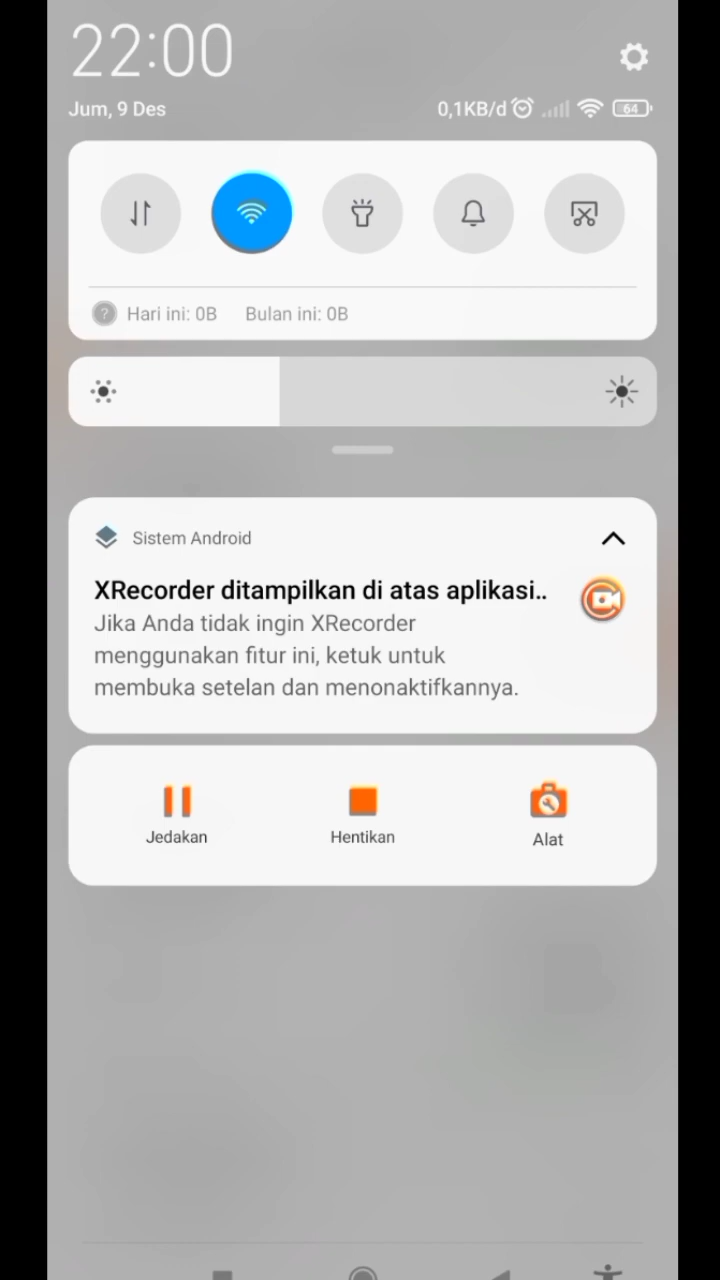 22:00
Jum, 9 Des
0,1KB/d
64
Hari ini: 0B Bulan ini: 0B
Sistem Android
XRecorder ditampilkan di atas aplikasi..
Jika Anda tidak ingin XRecorder
menggunakan fitur ini, ketuk untuk
membuka setelan dan menonaktifkannya.
Jedakan
Hentikan
Alat